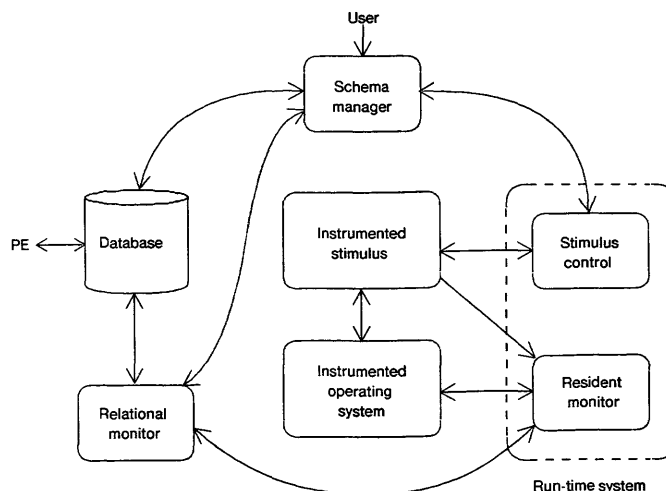 User
Schema
manager
PE
Database
Instrumented
stimulus
Stimulus
control
Instrumented
operating
system
Relational
monitor
Resident
monitor
Run-time system